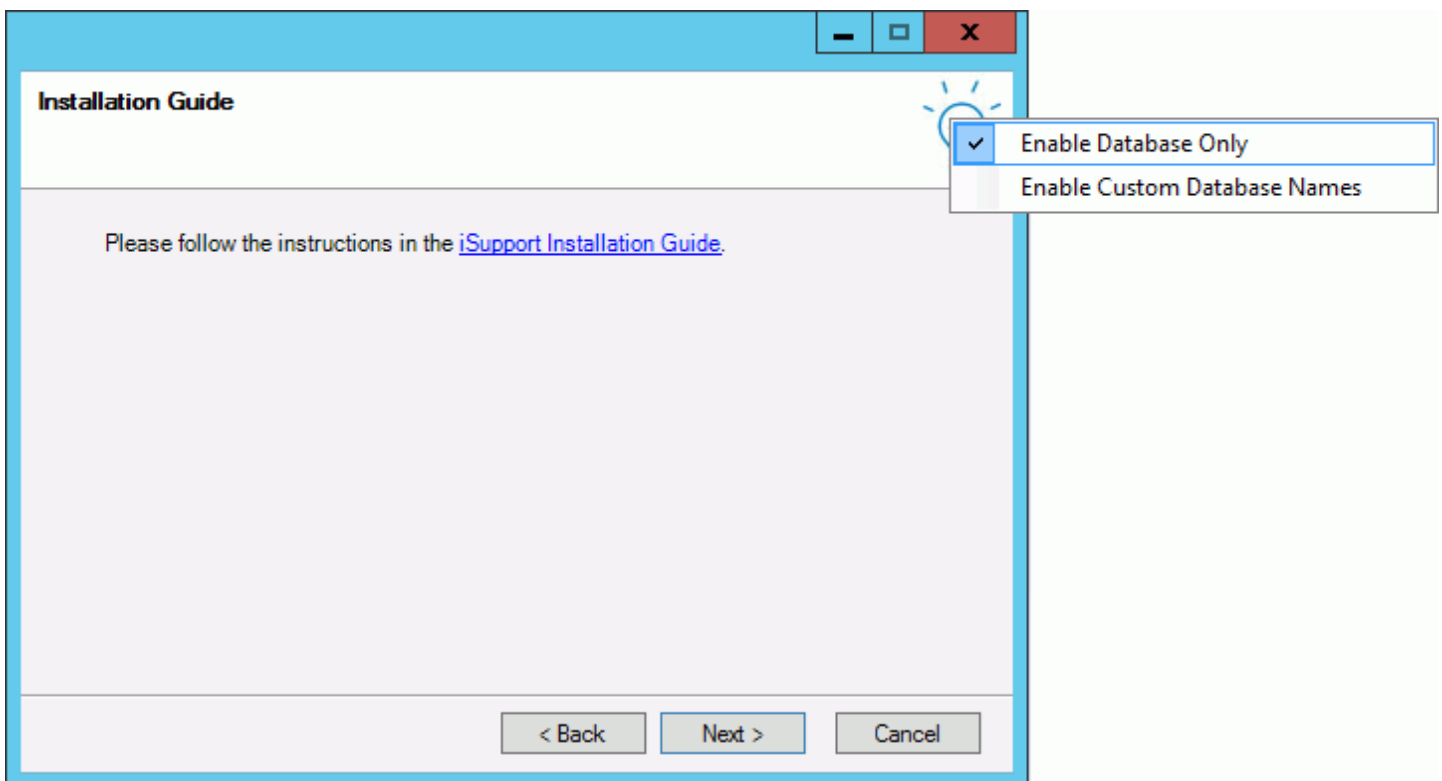 Installation Guide
Enable Database Only
Enable Custom Database Names
Please follow the instructions in the iSupport Installation Guide.
< Back
Next >
Cancel